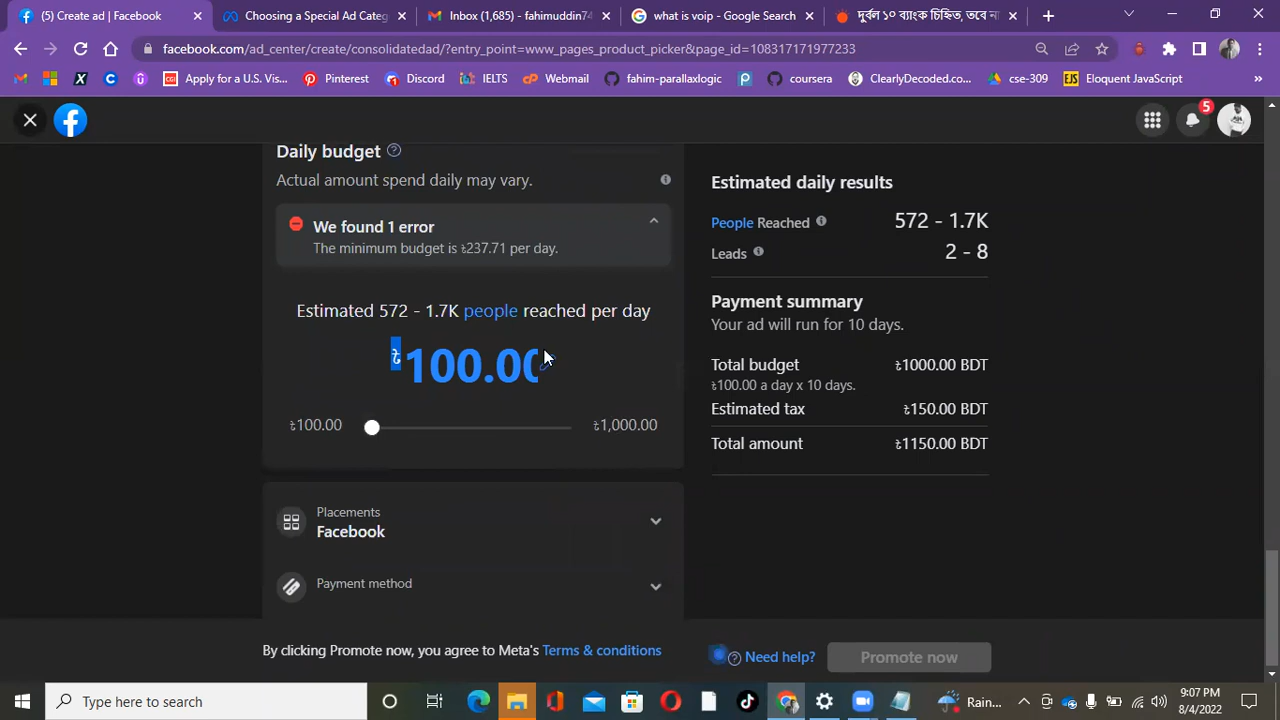 (5) Create ad | Facebook
Choosing a Special Ad Categ
Inbox (1,685) - fahimuddin74
what is voip - Google Search
দুর্বল ১০ ব্যাংক চিহ্নিত, তবে না
facebook.com/ad_center/create/consolidatedad/?entry_point=www_pages_product_picker&page_id=108317171977233
Apply for a U.S. Vis...
Pinterest
Discord
IELTS
Webmail
fahim-parallaxlogic
coursera
ClearlyDecoded.co...
cse-309
EJS
Eloquent JavaScript
»
5
Daily budget
Actual amount spend daily may vary.
We found 1 error
The minimum budget is ৳237.71 per day.
Estimated 572 - 1.7K people reached per day
৳100.00
৳100.00
৳1,000.00
Placements
Facebook
Payment method
Estimated daily results
People Reached
572 - 1.7K
Leads
2 - 8
Payment summary
Your ad will run for 10 days.
Total budget
৳1000.00 BDT
৳100.00 a day x 10 days.
Estimated tax
৳150.00 BDT
Total amount
৳1150.00 BDT
By clicking Promote now, you agree to Meta's Terms & conditions
Need help?
Promote now
Type here to search
Rain...
9:07 PM
8/4/2022